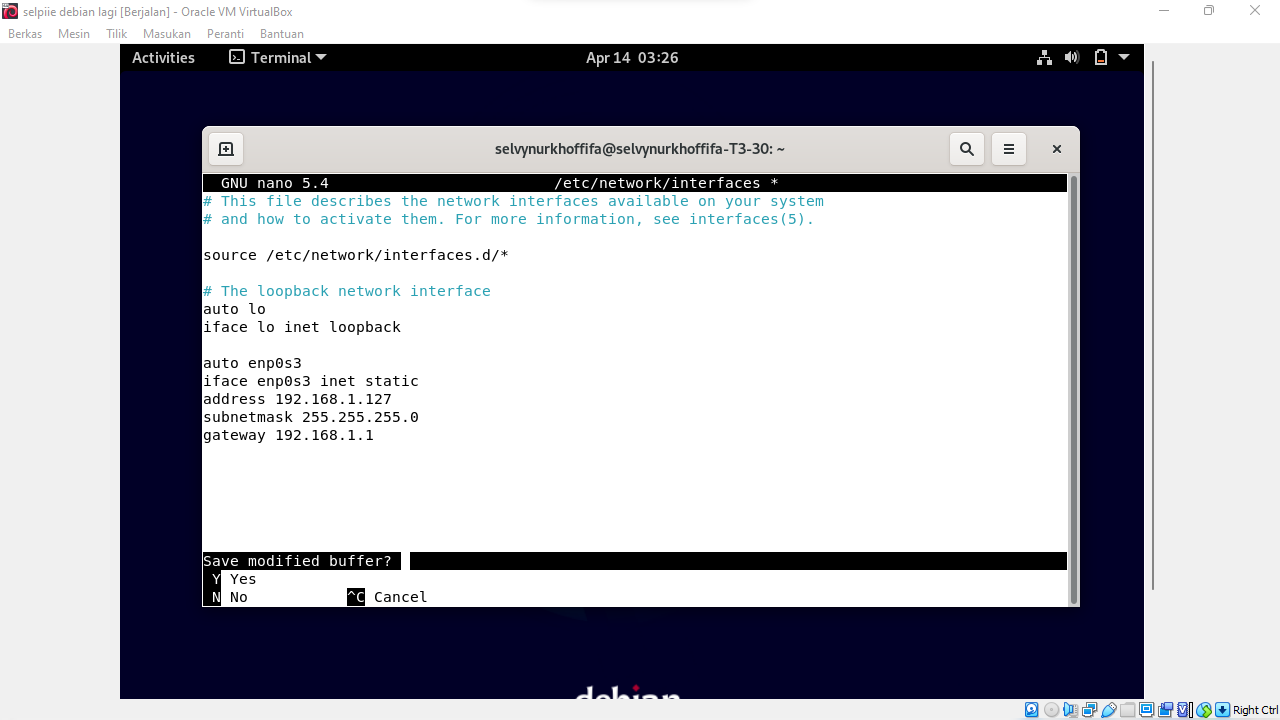 selpiie debian lagi [Berjalan] - Oracle VM VirtualBox
Berkas Mesin Tilik Masukan Peranti Bantuan
Activities Terminal Apr 14 03:26
selvynurkhoffifa@selvynurkhoffifa-T3-30: ~
GNU nano 5.4 /etc/network/interfaces *
# This file describes the network interfaces available on your system
# and how to activate them. For more information, see interfaces(5).
source /etc/network/interfaces.d/*
# The loopback network interface
auto lo
iface lo inet loopback
auto enp0s3
iface enp0s3 inet static
address 192.168.1.127
subnetmask 255.255.255.0
gateway 192.168.1.1
Save modified buffer?
Y Yes
N No ^C Cancel
debian
Right Ctrl